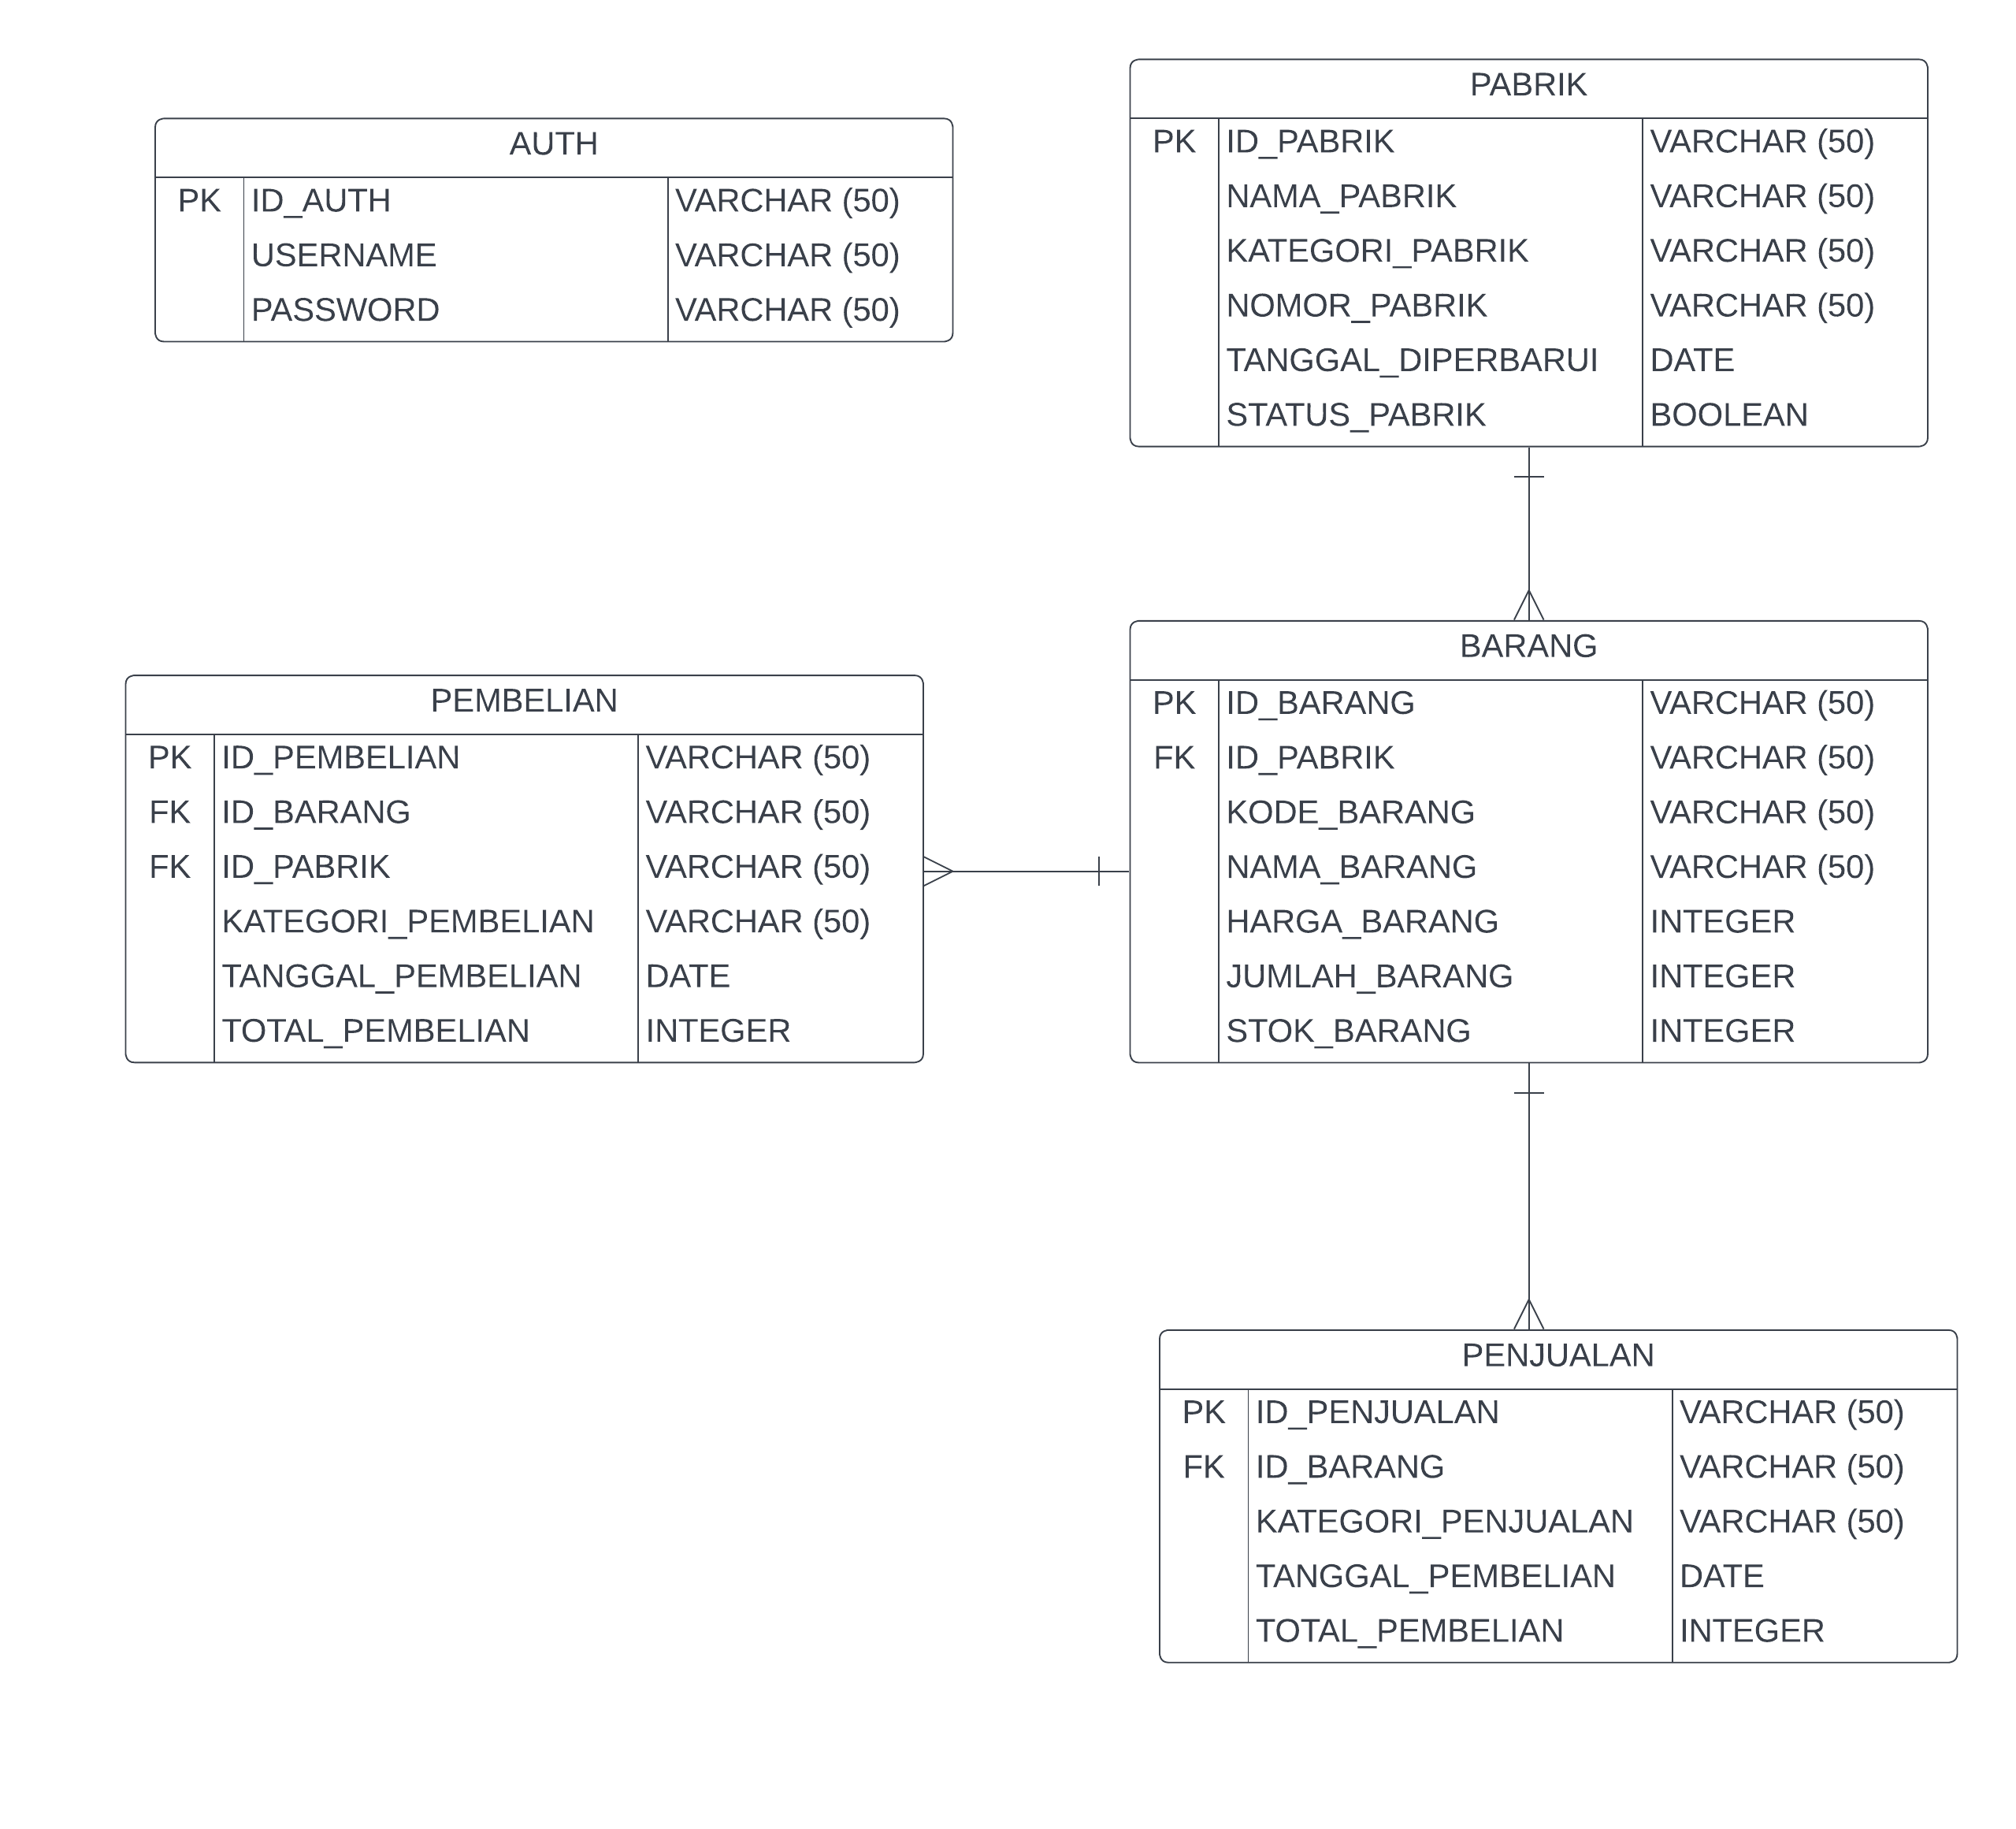 AUTH
PK ID_AUTH VARCHAR (50)
USERNAME VARCHAR (50)
PASSWORD VARCHAR (50)
PABRIK
PK ID_PABRIK VARCHAR (50)
NAMA_PABRIK VARCHAR (50)
KATEGORI_PABRIK VARCHAR (50)
NOMOR_PABRIK VARCHAR (50)
TANGGAL_DIPERBARUI DATE
STATUS_PABRIK BOOLEAN
PEMBELIAN
PK ID_PEMBELIAN VARCHAR (50)
FK ID_BARANG VARCHAR (50)
FK ID_PABRIK VARCHAR (50)
KATEGORI_PEMBELIAN VARCHAR (50)
TANGGAL_PEMBELIAN DATE
TOTAL_PEMBELIAN INTEGER
BARANG
PK ID_BARANG VARCHAR (50)
FK ID_PABRIK VARCHAR (50)
KODE_BARANG VARCHAR (50)
NAMA_BARANG VARCHAR (50)
HARGA_BARANG INTEGER
JUMLAH_BARANG INTEGER
STOK_BARANG INTEGER
PENJUALAN
PK ID_PENJUALAN VARCHAR (50)
FK ID_BARANG VARCHAR (50)
KATEGORI_PENJUALAN VARCHAR (50)
TANGGAL_PEMBELIAN DATE
TOTAL_PEMBELIAN INTEGER